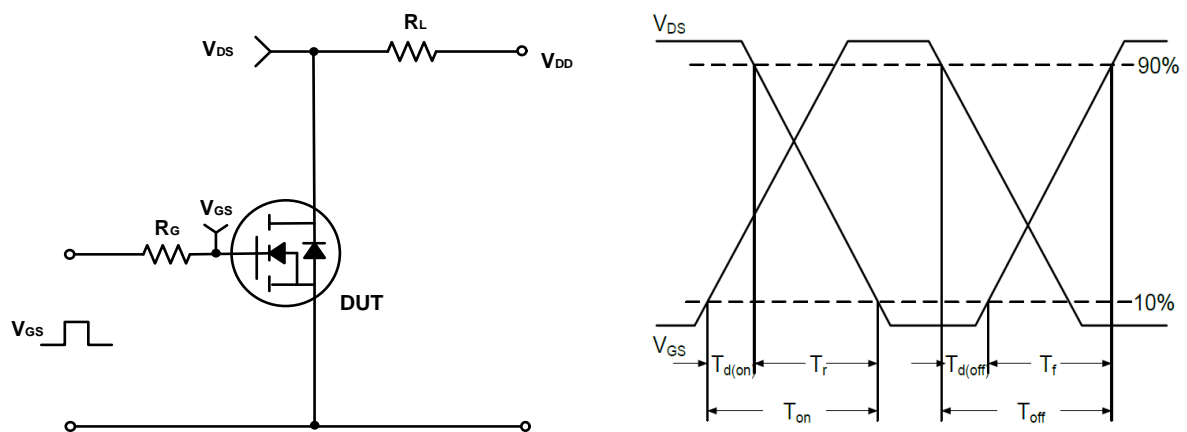 RL
VDS
VDD
VGS
RG
DUT
VGS
VDS
90%
10%
VGS
Td(on)
Tr
Td(off)
Tf
Ton
Toff